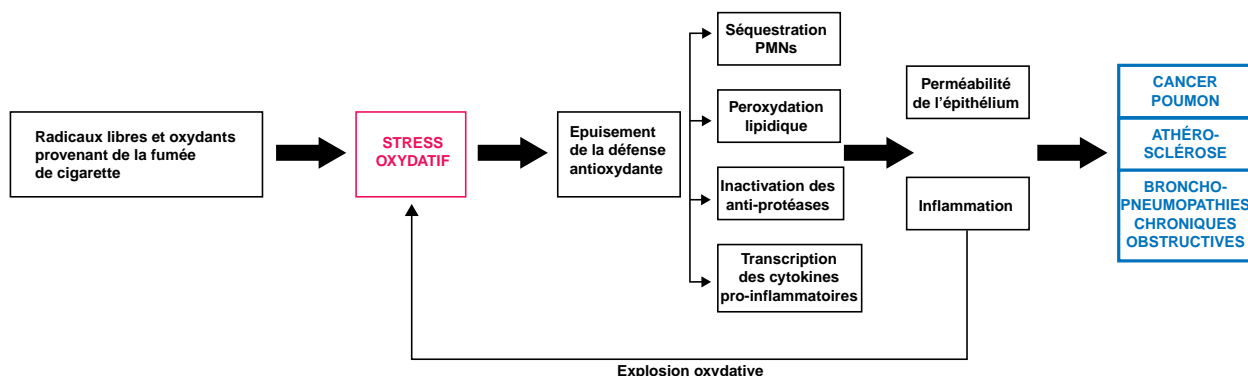 Radicaux libres et oxydants
provenant de la fumée
de cigarette
STRESS
OXYDATIF
Epuisement
de la défense
antioxydante
Séquestration
PMNs
Peroxydation
lipidique
Inactivation des
anti-protéases
Transcription
des cytokines
pro-inflammatoires
Perméabilité
de l'épithélium
Inflammation
CANCER
POUMON
ATHÉRO-
SCLÉROSE
BRONCHO-
PNEUMOPATHIES
CHRONIQUES
OBSTRUCTIVES
Explosion oxydative